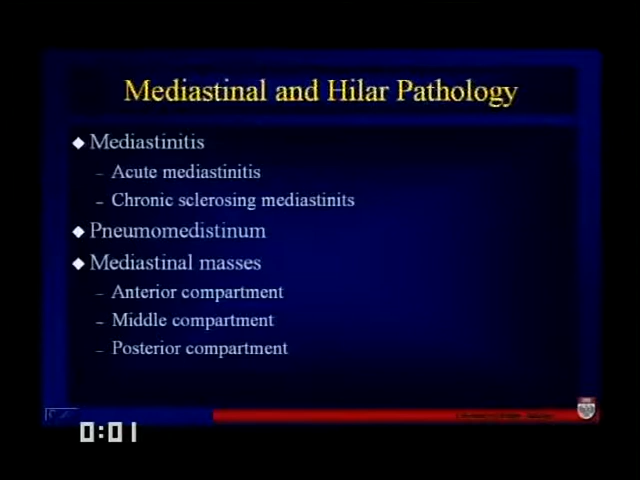 Mediastinal and Hilar Pathology
◆ Mediastinitis
– Acute mediastinitis
– Chronic sclerosing mediastinits
◆ Pneumomedistinum
◆ Mediastinal masses
– Anterior compartment
– Middle compartment
– Posterior compartment
0:01